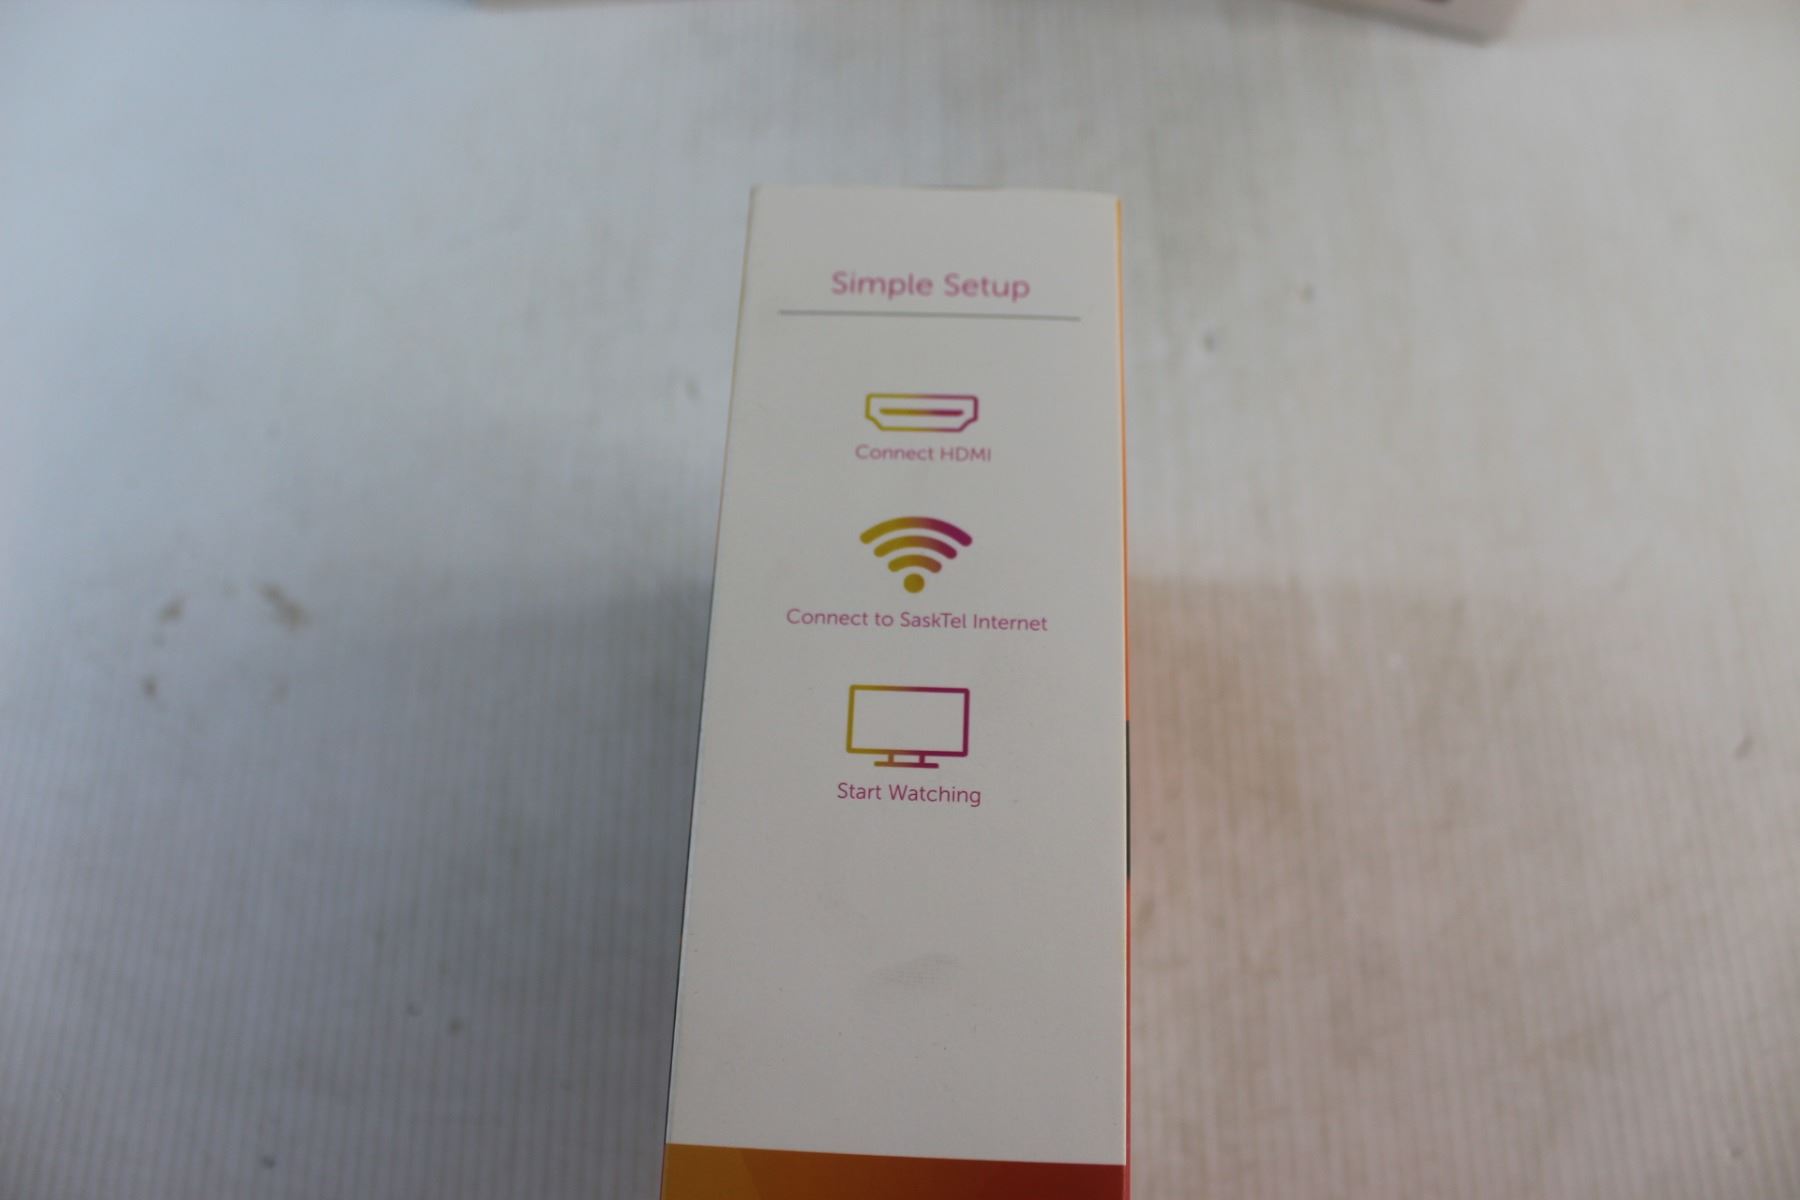 Simple Setup
Connect HDMI
Connect to SaskTel Internet
Start Watching